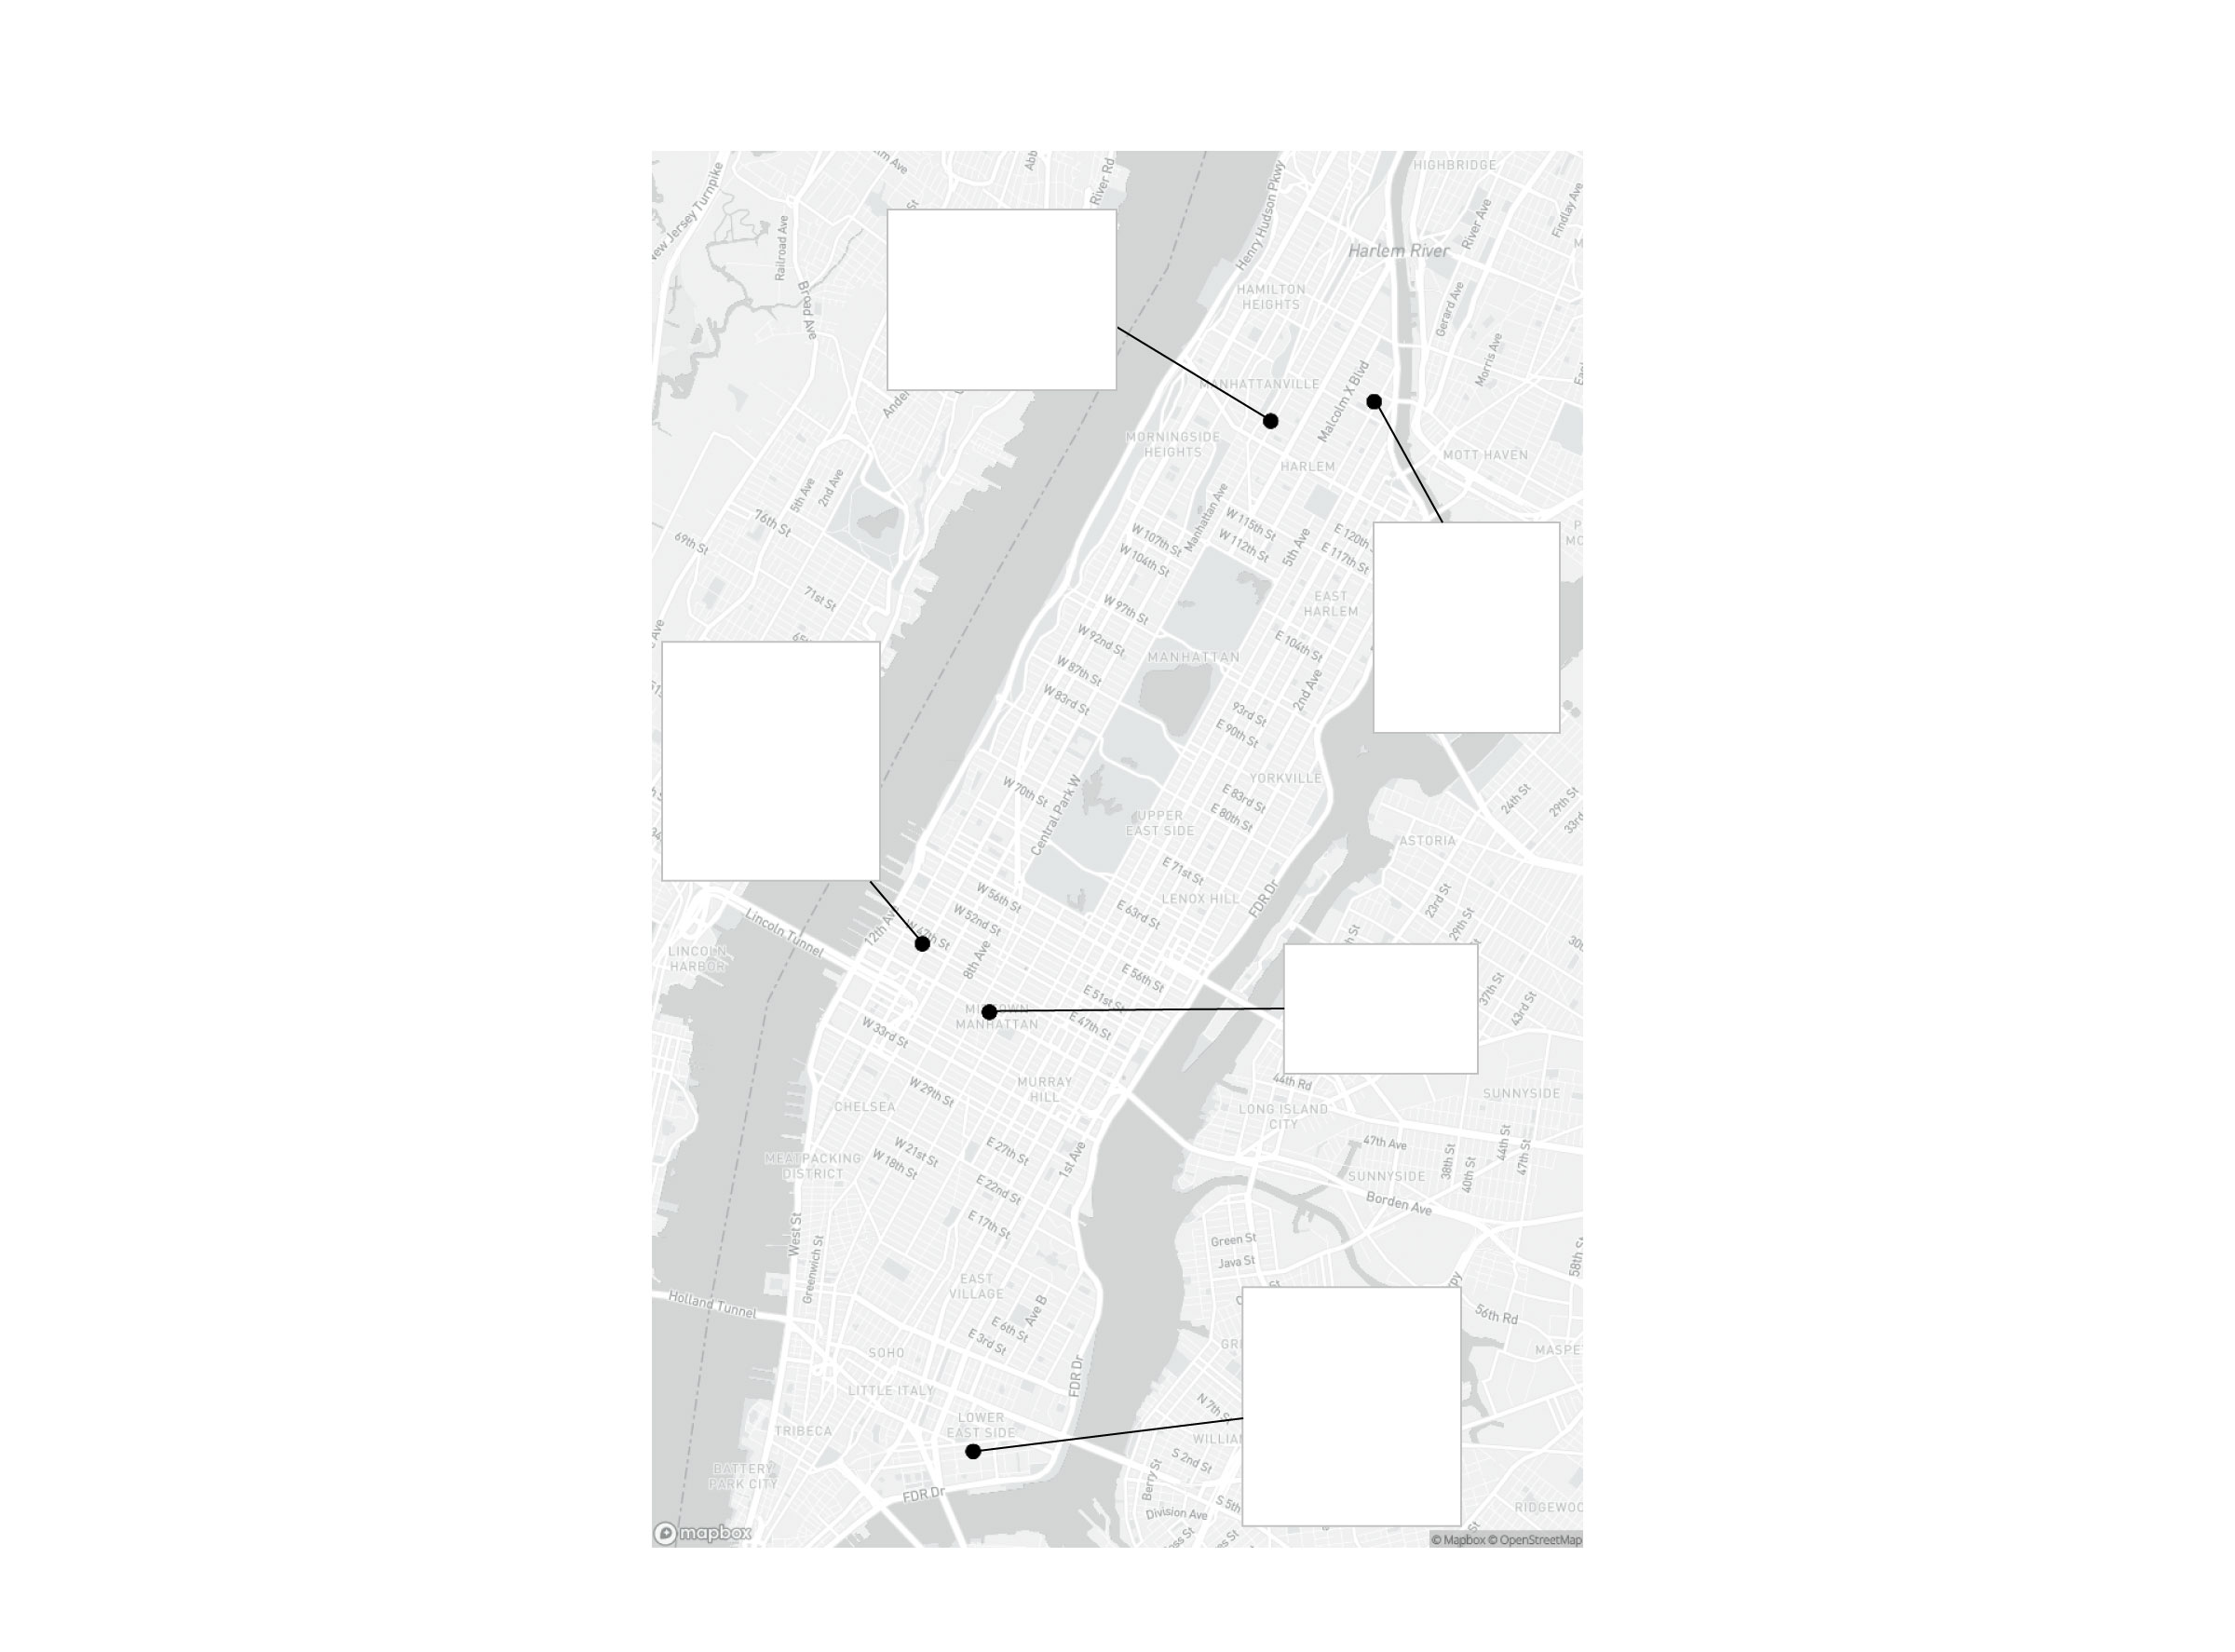 HIGHBRIDGE
New Jersey Turnpike
River Rd
Henry Hudson Pkwy
Findlay Ave
River Ave
Railroad Ave
Harlem River
HAMILTON
HEIGHTS
Broad Ave
Gerard Ave
Morris Ave
Malcolm X Blvd
MANHATTANVILLE
MORNINGSIDE
HEIGHTS
MOTT HAVEN
HARLEM
5th Ave
2nd Ave
76th St
69th St
71st St
Manhattan Ave
W 115th St
W 112th St
W 107th St
W 104th St
5th Ave
E 120th
E 117th St
EAST
HARLEM
W 97th St
W 92nd St
E 104th St
MANHATTAN
W 87th St
W 83rd St
2nd Ave
93rd St
E 90th St
YORKVILLE
W 70th St
Central Park W
E 83rd St
E 80th St
UPPER
EAST SIDE
24th St
29th St
33rd
ASTORIA
E 71st St
LENOX HILL
FDR Dr
W 56th St
W 52nd St
W 47th St
E 63rd St
23rd St
29th St
12th Ave
Lincoln Tunnel
8th Ave
LINCOLN
HARBOR
E 56th St
E 51st St
E 47th St
MIDTOWN
MANHATTAN
37th St
43rd St
W 33rd St
MURRAY
HILL
44th Rd
SUNNYSIDE
W 29th St
CHELSEA
LONG ISLAND
CITY
47th Ave
W 21st St
W 18th St
E 27th St
1st Ave
E 22nd St
MEATPACKING
DISTRICT
SUNNYSIDE
38th St
40th St
44th St
47th St
Borden Ave
E 17th St
West St
Greenwich St
Green St
Java St
58th St
EAST
VILLAGE
Holland Tunnel
Ave B
E 6th St
E 3rd St
56th Rd
SOHO
MASPE
FDR Dr
LITTLE ITALY
N 7th S
LOWER
EAST SIDE
TRIBECA
WILLIA
S 2nd St
BATTERY
PARK CITY
FDR Dr
Berry St
S 5th
Division Ave
RIDGEWOO
mapbox
© Mapbox © OpenStreetMap